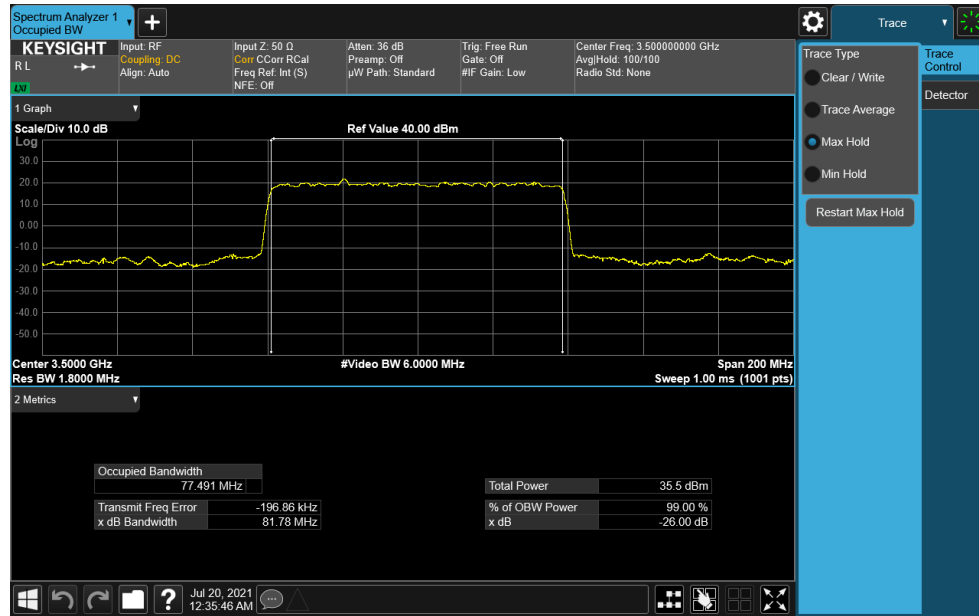 Spectrum Analyzer 1
Occupied BW
Trace
KEYSIGHT
R L
LXI
Input: RF
Coupling: DC
Align: Auto
Input Z: 50 Ω
Corr CCorr RCal
Freq Ref: Int (S)
NFE: Off
Atten: 36 dB
Preamp: Off
µW Path: Standard
Trig: Free Run
Gate: Off
#IF Gain: Low
Center Freq: 3.500000000 GHz
Avg|Hold: 100/100
Radio Std: None
Trace Type
Clear / Write
Trace Average
Max Hold
Min Hold
Restart Max Hold
Trace
Control
Detector
1 Graph
Scale/Div 10.0 dB
Ref Value 40.00 dBm
Log
30.0
20.0
10.0
0.00
-10.0
-20.0
-30.0
-40.0
-50.0
Center 3.5000 GHz
#Video BW 6.0000 MHz
Span 200 MHz
Res BW 1.8000 MHz
Sweep 1.00 ms (1001 pts)
2 Metrics
Occupied Bandwidth
77.491 MHz
Total Power 35.5 dBm
Transmit Freq Error -196.86 kHz
% of OBW Power 99.00 %
x dB Bandwidth 81.78 MHz
x dB -26.00 dB
?
Jul 20, 2021
12:35:46 AM